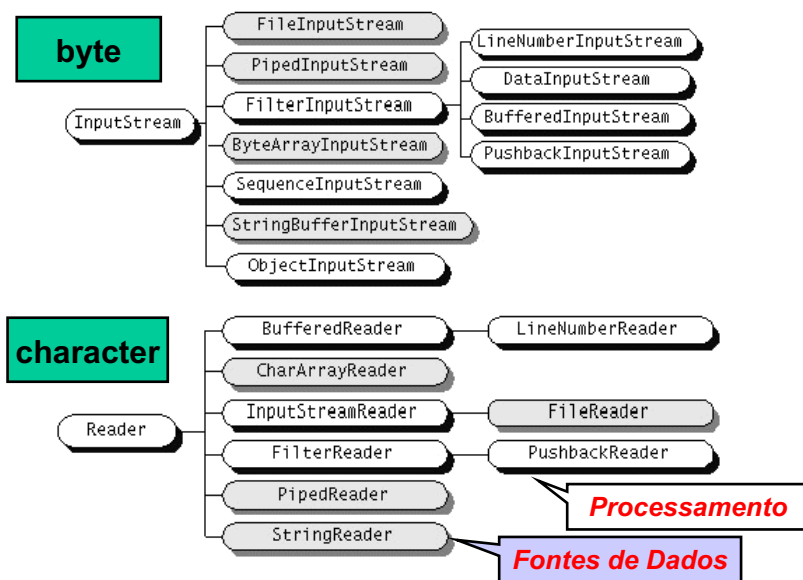 byte
InputStream
FileInputStream
PipedInputStream
FilterInputStream
ByteArrayInputStream
SequenceInputStream
StringBufferInputStream
ObjectInputStream
LineNumberInputStream
DataInputStream
BufferedInputStream
PushbackInputStream
character
Reader
BufferedReader
LineNumberReader
CharArrayReader
InputStreamReader
FileReader
FilterReader
PushbackReader
PipedReader
StringReader
Processamento
Fontes de Dados